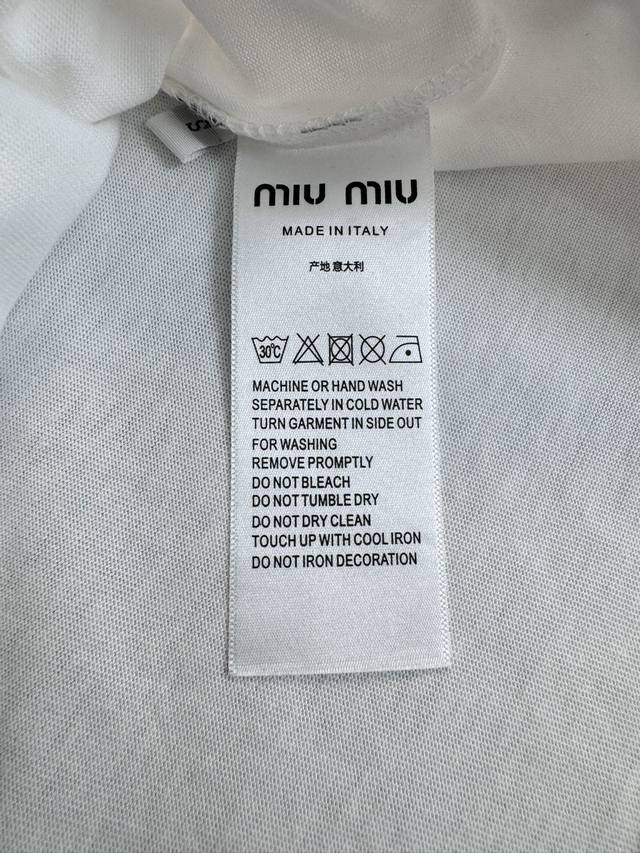 S
miu miu
MADE IN ITALY
产地 意大利
30℃
MACHINE OR HAND WASH
SEPARATELY IN COLD WATER
TURN GARMENT IN SIDE OUT
FOR WASHING
REMOVE PROMPTLY
DO NOT BLEACH
DO NOT TUMBLE DRY
DO NOT DRY CLEAN
TOUCH UP WITH COOL IRON
DO NOT IRON DECORATION